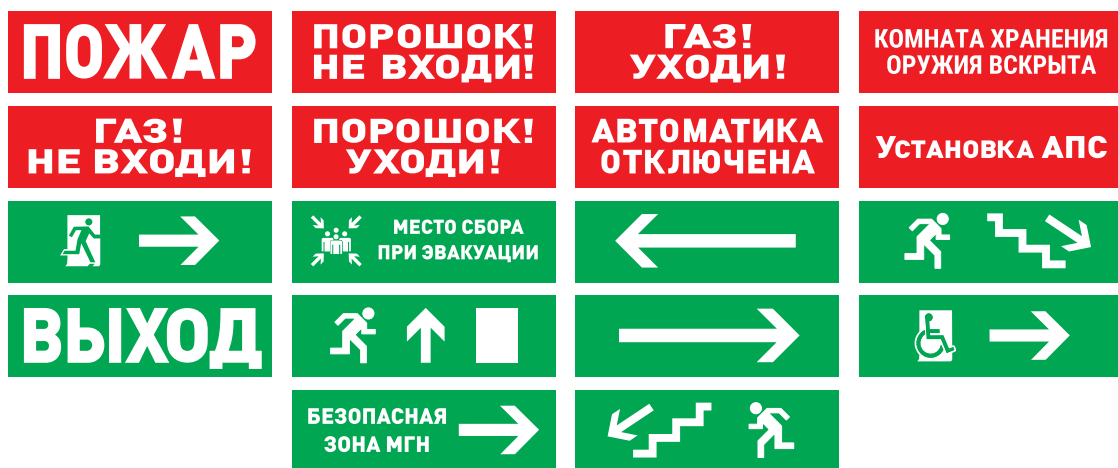 ПОЖАР
ПОРОШОК!
НЕ ВХОДИ!
ГАЗ!
УХОДИ!
КОМНАТА ХРАНЕНИЯ
ОРУЖИЯ ВСКРЫТА
ГАЗ!
НЕ ВХОДИ!
ПОРОШОК!
УХОДИ!
АВТОМАТИКА
ОТКЛЮЧЕНА
УСТАНОВКА АПС
МЕСТО СБОРА
ПРИ ЭВАКУАЦИИ
ВЫХОД
БЕЗОПАСНАЯ
ЗОНА МГН